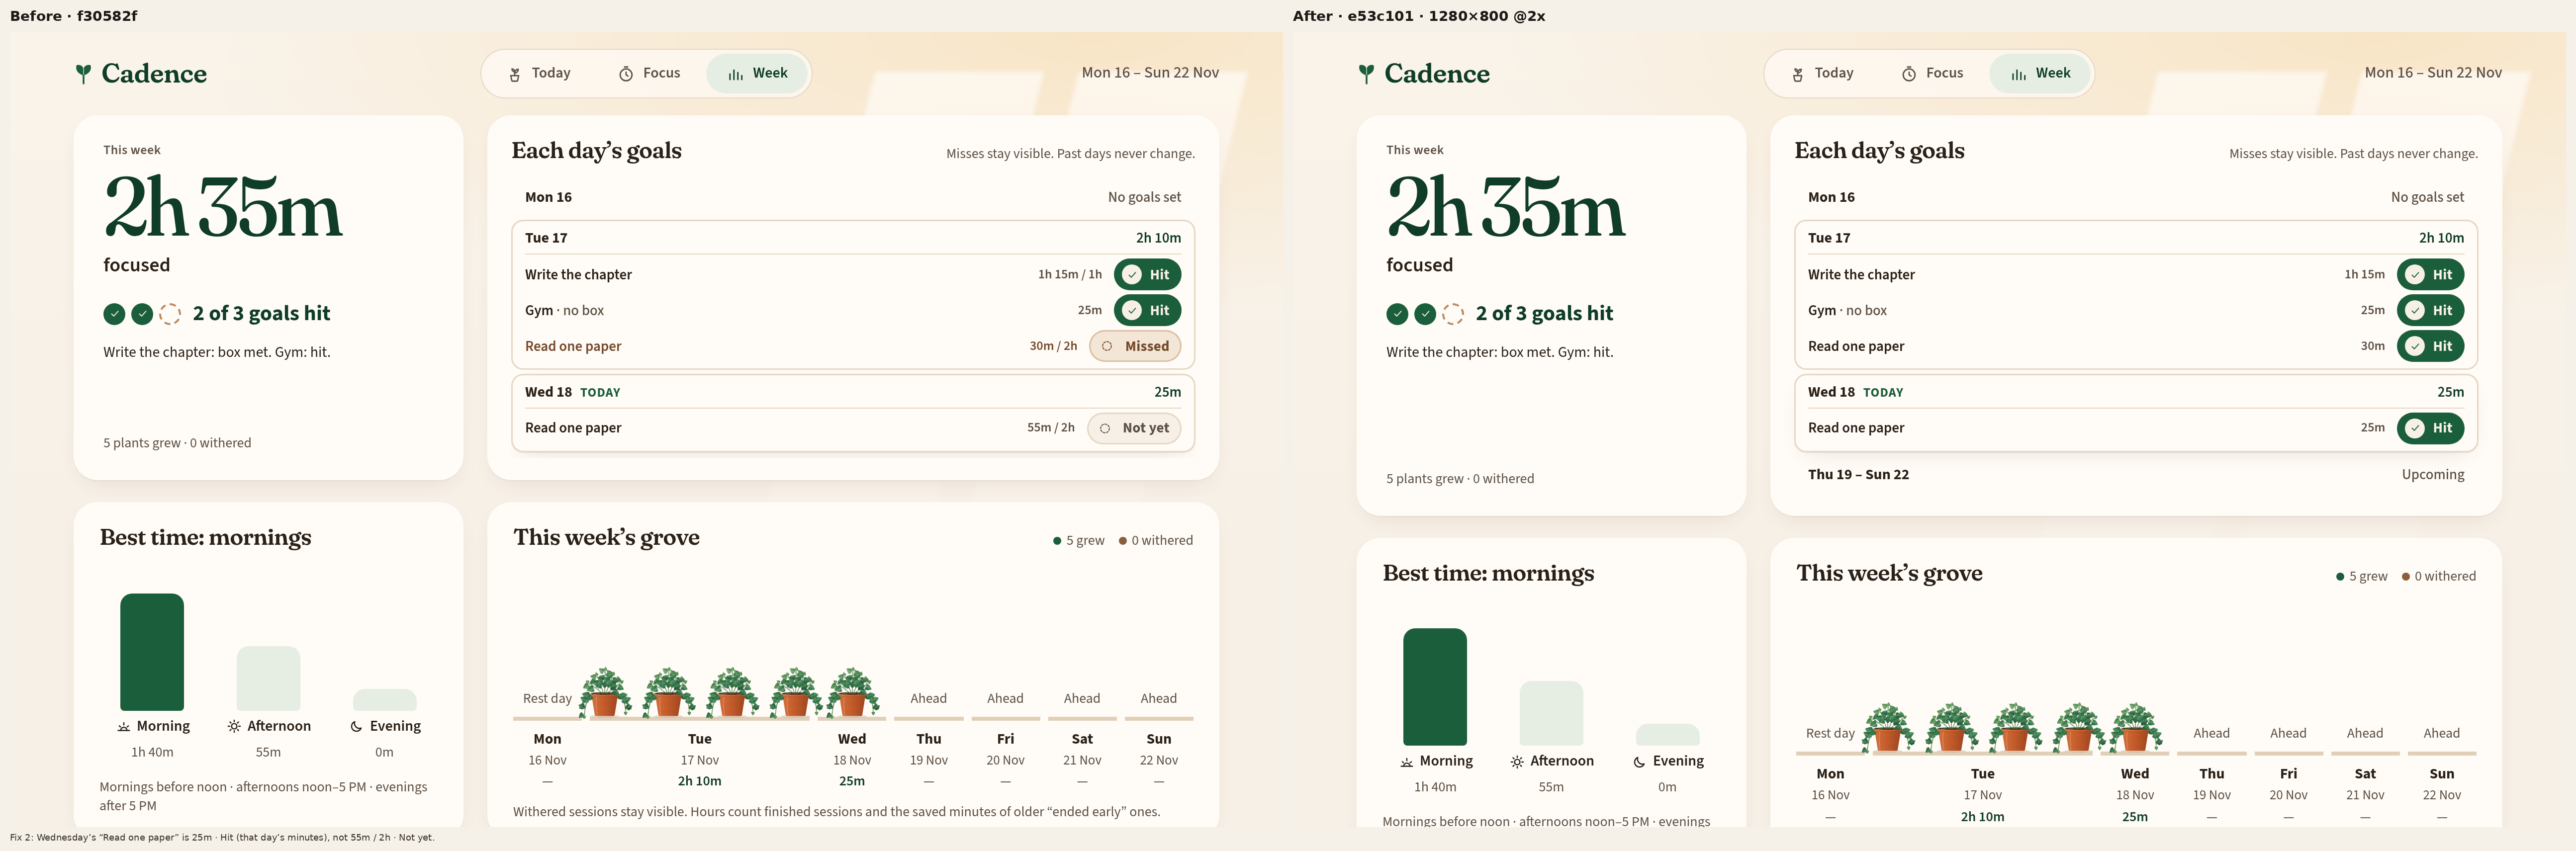 Before · f30582f
Cadence
Today
Focus
Week
Mon 16 – Sun 22 Nov
This week
2h 35m
focused
2 of 3 goals hit
Write the chapter: box met. Gym: hit.
5 plants grew · 0 withered
Each day’s goals
Misses stay visible. Past days never change.
Mon 16
No goals set
Tue 17
2h 10m
Write the chapter
1h 15m / 1h
Hit
Gym · no box
25m
Hit
Read one paper
30m / 2h
Missed
Wed 18 TODAY
25m
Read one paper
55m / 2h
Not yet
Best time: mornings
Morning
Afternoon
Evening
1h 40m
55m
0m
Mornings before noon · afternoons noon–5 PM · evenings
after 5 PM
This week’s grove
5 grew
0 withered
Rest day
Ahead
Ahead
Ahead
Ahead
Mon
Tue
Wed
Thu
Fri
Sat
Sun
16 Nov
17 Nov
18 Nov
19 Nov
20 Nov
21 Nov
22 Nov
—
2h 10m
25m
—
—
—
—
Withered sessions stay visible. Hours count finished sessions and the saved minutes of older “ended early” ones.
Fix 2: Wednesday’s “Read one paper” is 25m · Hit (that day’s minutes), not 55m / 2h · Not yet.
After · e53c101 · 1280×800 @2x
Cadence
Today
Focus
Week
Mon 16 – Sun 22 Nov
This week
2h 35m
focused
2 of 3 goals hit
Write the chapter: box met. Gym: hit.
5 plants grew · 0 withered
Each day’s goals
Misses stay visible. Past days never change.
Mon 16
No goals set
Tue 17
2h 10m
Write the chapter
1h 15m
Hit
Gym · no box
25m
Hit
Read one paper
30m
Hit
Wed 18 TODAY
25m
Read one paper
25m
Hit
Thu 19 – Sun 22
Upcoming
Best time: mornings
Morning
Afternoon
Evening
1h 40m
55m
0m
Mornings before noon · afternoons noon–5 PM · evenings
This week’s grove
5 grew
0 withered
Rest day
Ahead
Ahead
Ahead
Ahead
Mon
Tue
Wed
Thu
Fri
Sat
Sun
16 Nov
17 Nov
18 Nov
19 Nov
20 Nov
21 Nov
22 Nov
—
2h 10m
25m
—
—
—
—